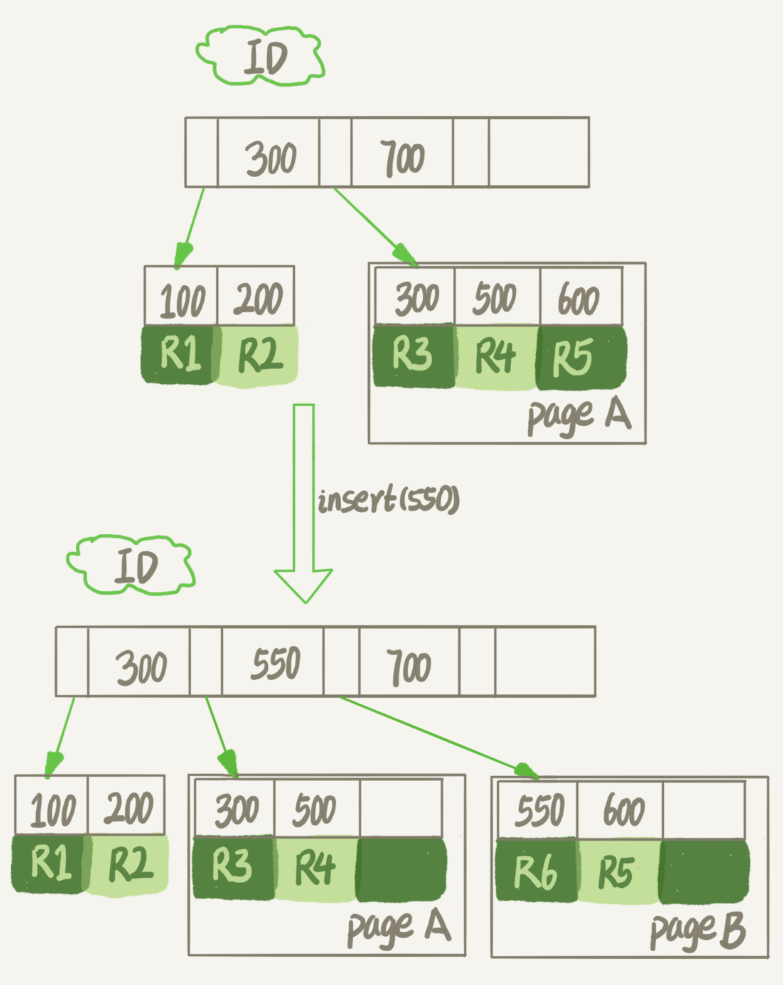 ID
300 700
100 200
R1 R2
300 500 600
R3 R4 R5
page A
insert(550)
ID
300 550 700
100 200
R1 R2
300 500
R3 R4
page A
550 600
R6 R5
page B